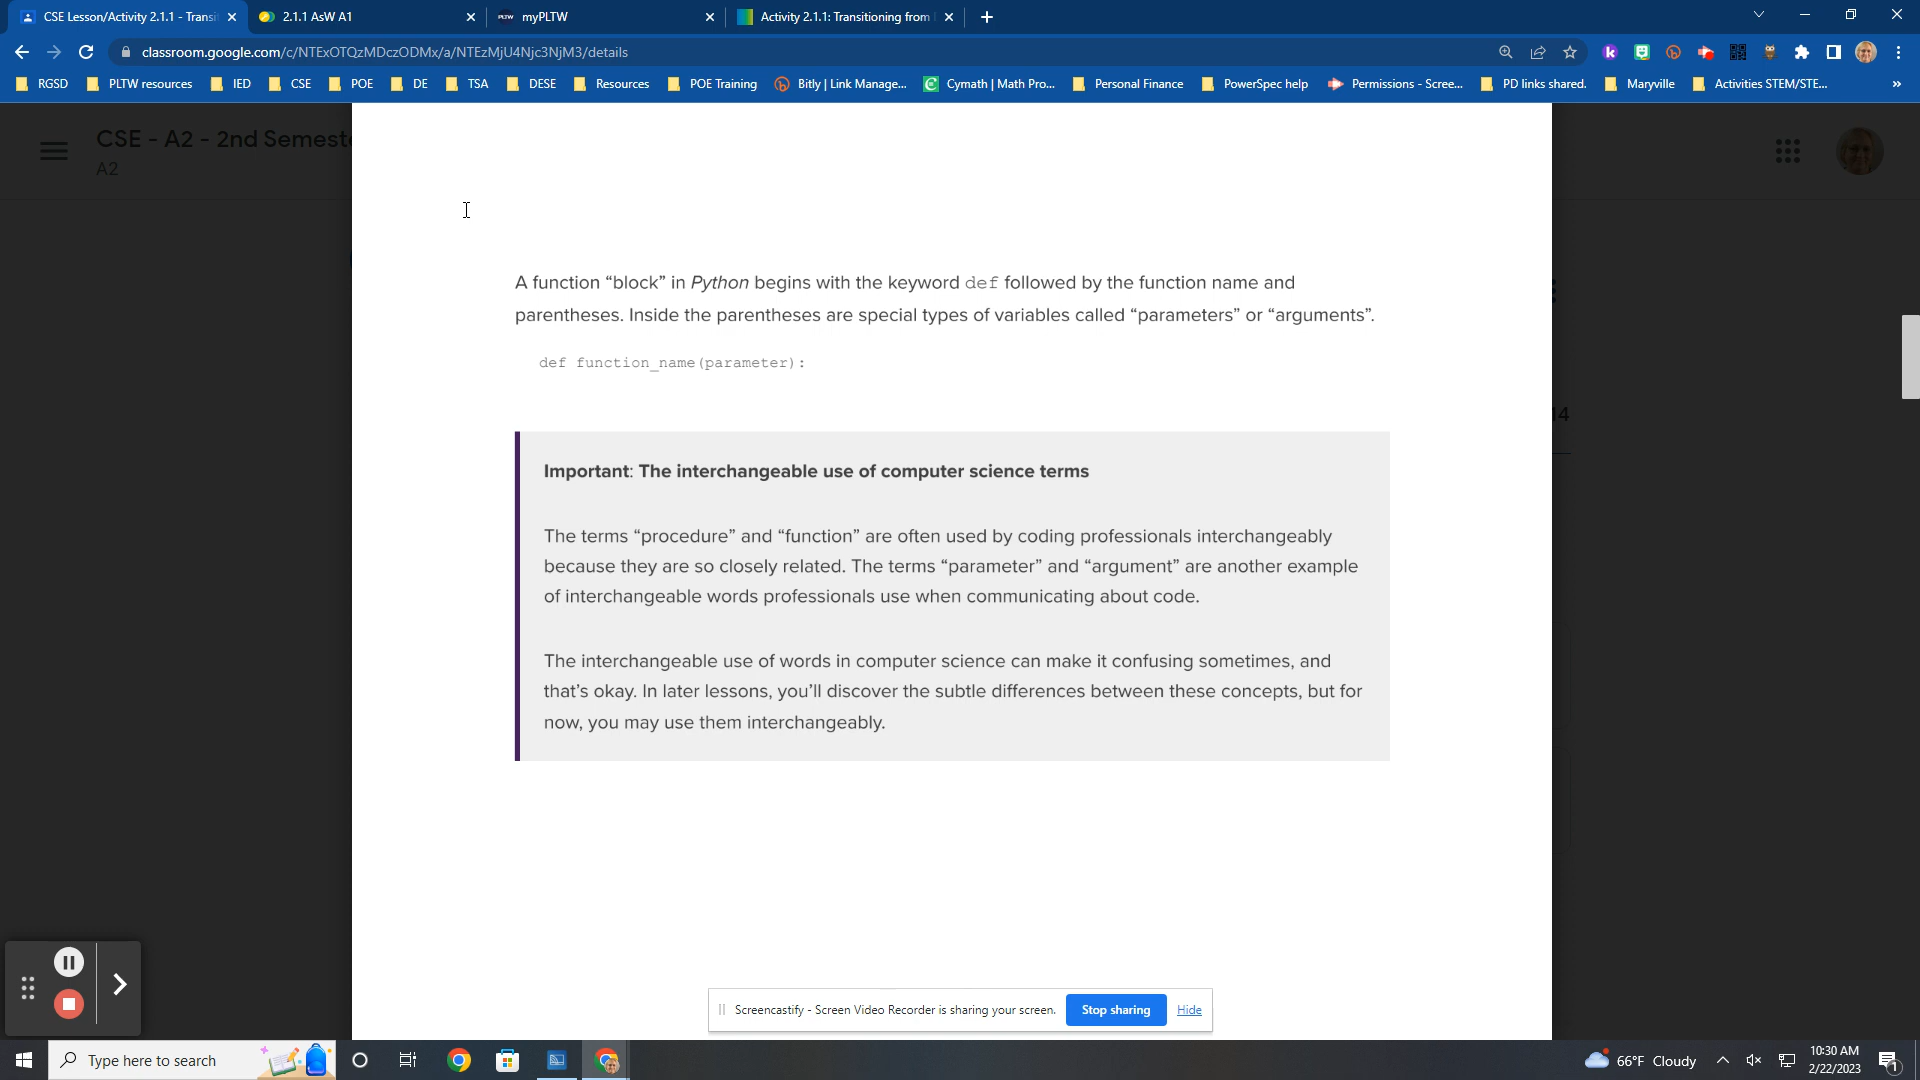 CSE Lesson/Activity 2.1.1 - Transi
2.1.1 AsW A1
PLTW myPLTW
Activity 2.1.1: Transitioning from
classroom.google.com/c/NTExOTQzMDczODMx/a/NTEzMjU4Njc3NjM3/details
RGSD PLTW resources IED CSE POE DE TSA DESE Resources POE Training Bitly | Link Manage... Cymath | Math Pro... Personal Finance PowerSpec help Permissions - Scree... PD links shared. Maryville Activities STEM/STE... »
CSE - A2 - 2nd Semest
A2
A function “block” in Python begins with the keyword def followed by the function name and
parentheses. Inside the parentheses are special types of variables called “parameters” or “arguments”.
def function_name(parameter):
14
Important: The interchangeable use of computer science terms
The terms “procedure” and “function” are often used by coding professionals interchangeably
because they are so closely related. The terms “parameter” and “argument” are another example
of interchangeable words professionals use when communicating about code.
The interchangeable use of words in computer science can make it confusing sometimes, and
that’s okay. In later lessons, you’ll discover the subtle differences between these concepts, but for
now, you may use them interchangeably.
Screencastify - Screen Video Recorder is sharing your screen. Stop sharing Hide
Type here to search
66°F Cloudy
10:30 AM
2/22/2023
1